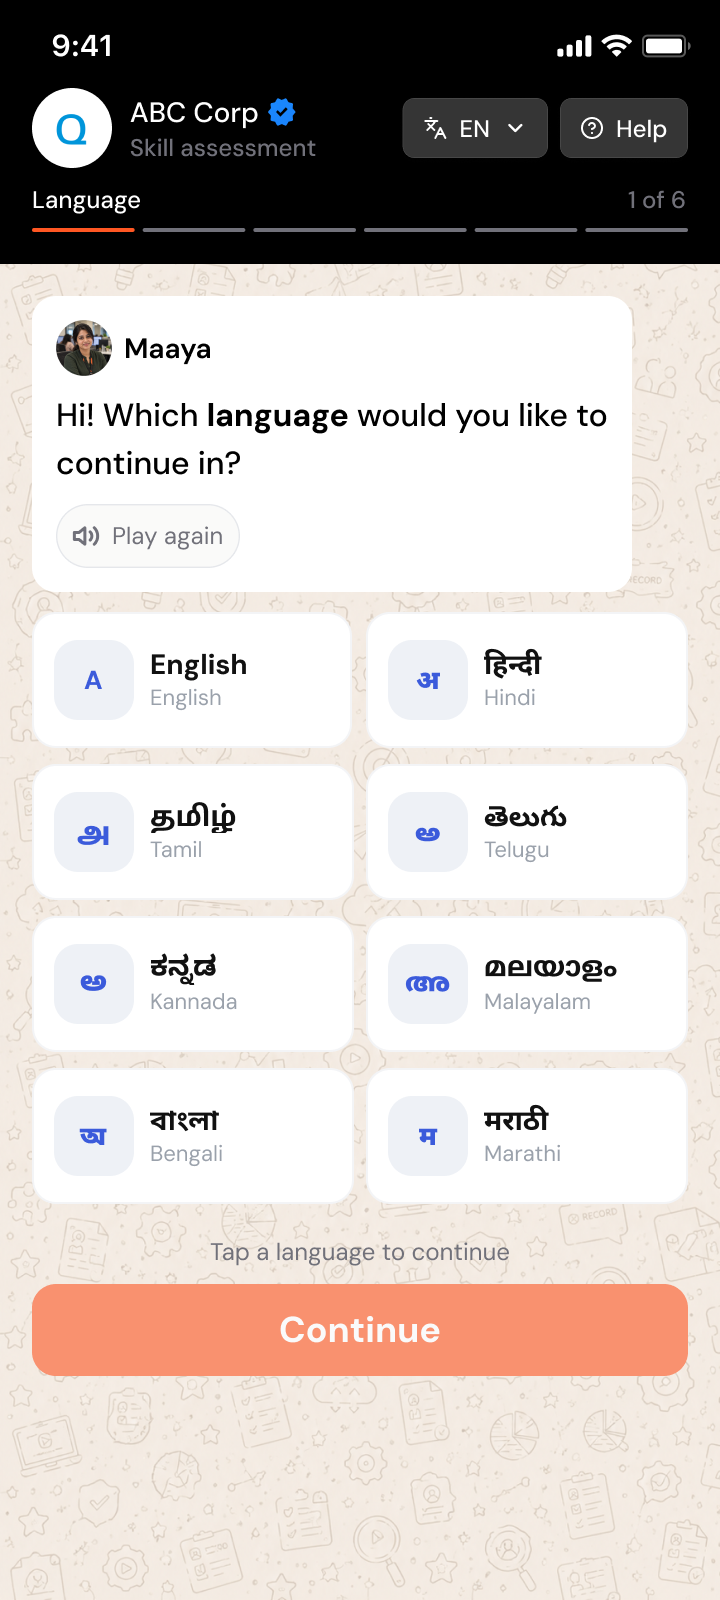 9:41
Q
ABC Corp
Skill assessment
EN
Help
Language
1 of 6
Maaya
Hi! Which language would you like to
continue in?
Play again
A
English
English
अ
हिन्दी
Hindi
அ
தமிழ்
Tamil
అ
తెలుగు
Telugu
ಅ
ಕನ್ನಡ
Kannada
അ
മലയാളം
Malayalam
অ
বাংলা
Bengali
म
मराठी
Marathi
RECORD
RECORD
Tap a language to continue
Continue